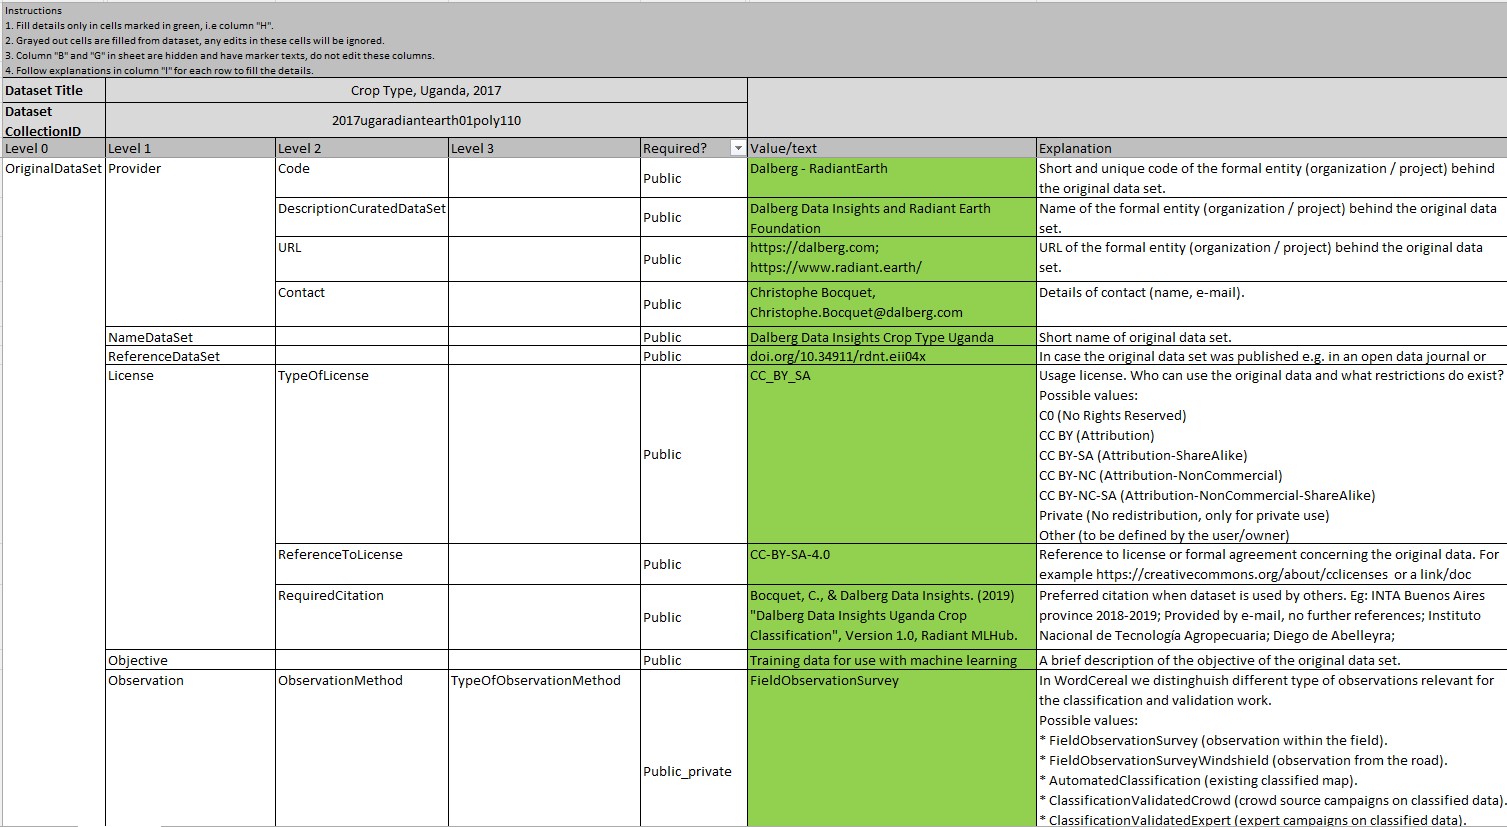 Instructions
1. Fill details only in cells marked in green, i.e column "H".
2. Grayed out cells are filled from dataset, any edits in these cells will be ignored.
3. Column "B" and "G" in sheet are hidden and have marker texts, do not edit these columns.
4. Follow explanations in column "I" for each row to fill the details.
Dataset Title Crop Type, Uganda, 2017
Dataset
CollectionID 2017ugaradiantearth01poly110
Level 0 Level 1 Level 2 Level 3 Required? Value/text Explanation
OriginalDataSet Provider Code Public Dalberg - RadiantEarth Short and unique code of the formal entity (organization / project) behind
the original data set.
DescriptionCuratedDataSet Public Dalberg Data Insights and Radiant Earth Name of the formal entity (organization / project) behind the original data
Foundation set.
URL Public https://dalberg.com; URL of the formal entity (organization / project) behind the original data
https://www.radiant.earth/ set.
Contact Public Christophe Bocquet, Details of contact (name, e-mail).
Christophe.Bocquet@dalberg.com
NameDataSet Public Dalberg Data Insights Crop Type Uganda Short name of original data set.
ReferenceDataSet Public doi.org/10.34911/rdnt.eii04x In case the original data set was published e.g. in an open data journal or
License TypeOfLicense Public CC_BY_SA Usage license. Who can use the original data and what restrictions do exist?
Possible values:
C0 (No Rights Reserved)
CC BY (Attribution)
CC BY-SA (Attribution-ShareAlike)
CC BY-NC (Attribution-NonCommercial)
CC BY-NC-SA (Attribution-NonCommercial-ShareAlike)
Private (No redistribution, only for private use)
Other (to be defined by the user/owner)
ReferenceToLicense Public CC-BY-SA-4.0 Reference to license or formal agreement concerning the original data. For
example https://creativecommons.org/about/cclicenses or a link/doc
RequiredCitation Public Bocquet, C., & Dalberg Data Insights. (2019) Preferred citation when dataset is used by others. Eg: INTA Buenos Aires
"Dalberg Data Insights Uganda Crop province 2018-2019; Provided by e-mail, no further references; Instituto
Classification", Version 1.0, Radiant MLHub. Nacional de Tecnología Agropecuaria; Diego de Abelleyra;
Objective Public Training data for use with machine learning A brief description of the objective of the original data set.
Observation ObservationMethod TypeOfObservationMethod Public_private FieldObservationSurvey In WordCereal we distinghuish different type of observations relevant for
the classification and validation work.
Possible values:
* FieldObservationSurvey (observation within the field).
* FieldObservationSurveyWindshield (observation from the road).
* AutomatedClassification (existing classified map).
* ClassificationValidatedCrowd (crowd source campaigns on classified data).
* ClassificationValidatedExpert (expert campaigns on classified data).